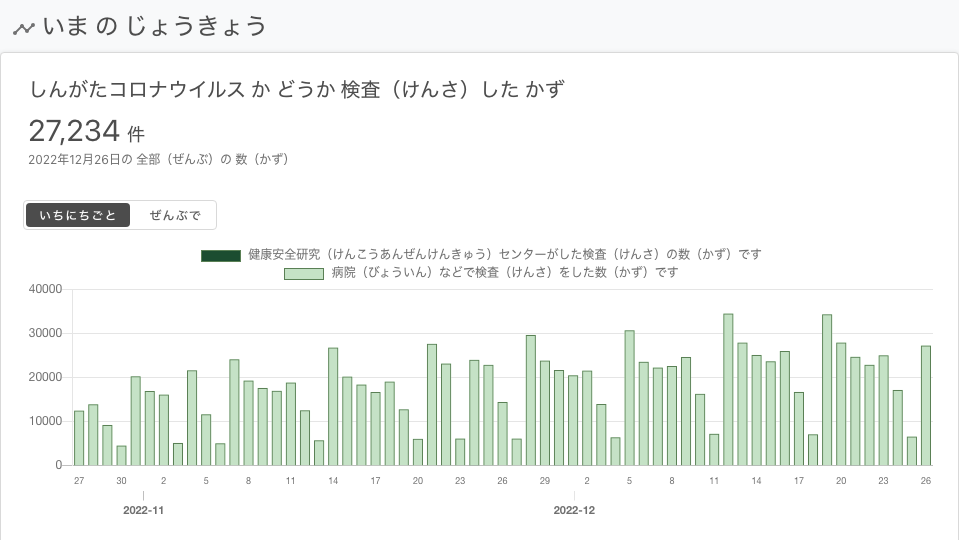 いま の じょうきょう
しんがたコロナウイルス か どうか 検査（けんさ）した かず
27,234 件
2022年12月26日の 全部（ぜんぶ）の 数（かず）
いちにちごと ぜんぶで
健康安全研究（けんこうあんぜんけんきゅう）センターがした検査（けんさ）の数（かず）です
病院（びょういん）などで検査（けんさ）をした数（かず）です
40000
30000
20000
10000
0
27 30 2 5 8 11 14 17 20 23 26 29 2 5 8 11 14 17 20 23 26
2022-11 2022-12